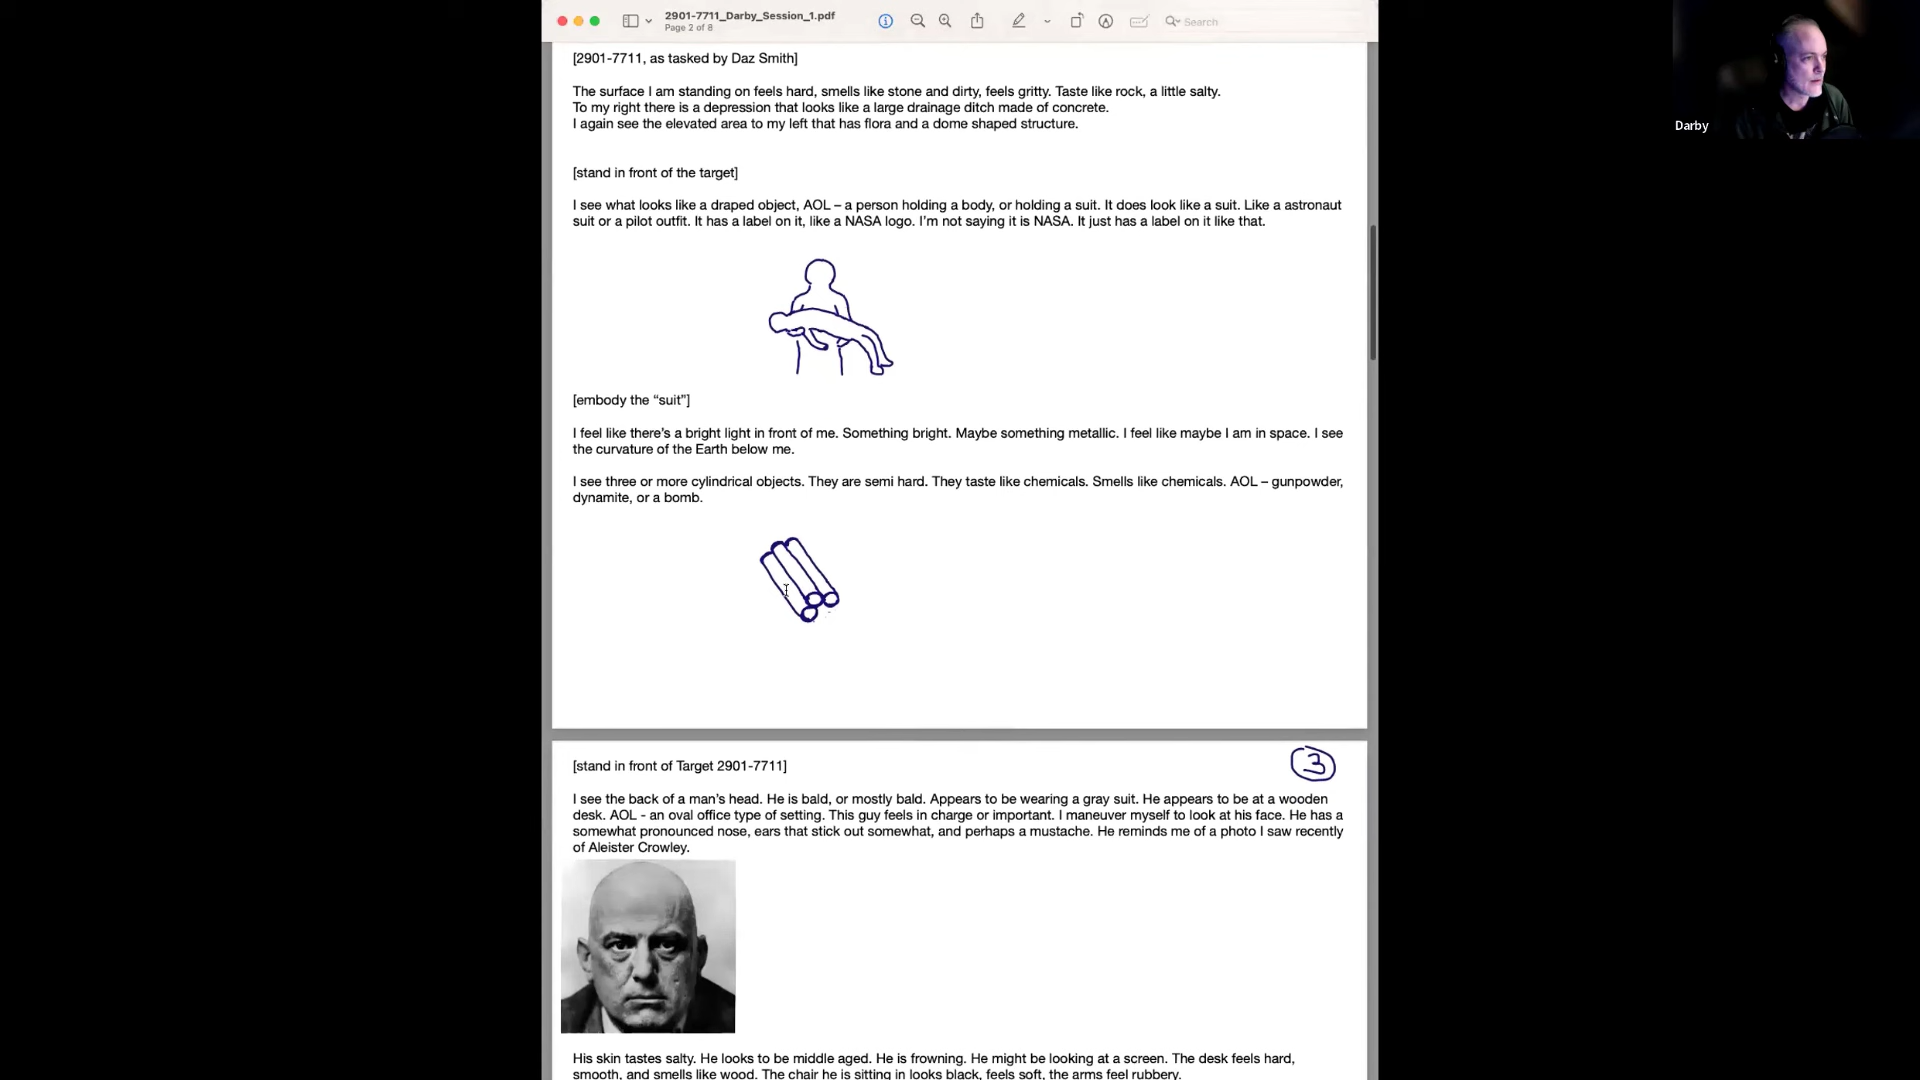 2901-7711_Darby_Session_1.pdf
Page 2 of 8
Search
Darby
[2901-7711, as tasked by Daz Smith]
The surface I am standing on feels hard, smells like stone and dirty, feels gritty. Taste like rock, a little salty.
To my right there is a depression that looks like a large drainage ditch made of concrete.
I again see the elevated area to my left that has flora and a dome shaped structure.
[stand in front of the target]
I see what looks like a draped object, AOL – a person holding a body, or holding a suit. It does look like a suit. Like a astronaut
suit or a pilot outfit. It has a label on it, like a NASA logo. I'm not saying it is NASA. It just has a label on it like that.
[embody the “suit”]
I feel like there's a bright light in front of me. Something bright. Maybe something metallic. I feel like maybe I am in space. I see
the curvature of the Earth below me.
I see three or more cylindrical objects. They are semi hard. They taste like chemicals. Smells like chemicals. AOL – gunpowder,
dynamite, or a bomb.
3
[stand in front of Target 2901-7711]
I see the back of a man's head. He is bald, or mostly bald. Appears to be wearing a gray suit. He appears to be at a wooden
desk. AOL - an oval office type of setting. This guy feels in charge or important. I maneuver myself to look at his face. He has a
somewhat pronounced nose, ears that stick out somewhat, and perhaps a mustache. He reminds me of a photo I saw recently
of Aleister Crowley.
His skin tastes salty. He looks to be middle aged. He is frowning. He might be looking at a screen. The desk feels hard,
smooth, and smells like wood. The chair he is sitting in looks black, feels soft, the arms feel rubbery.